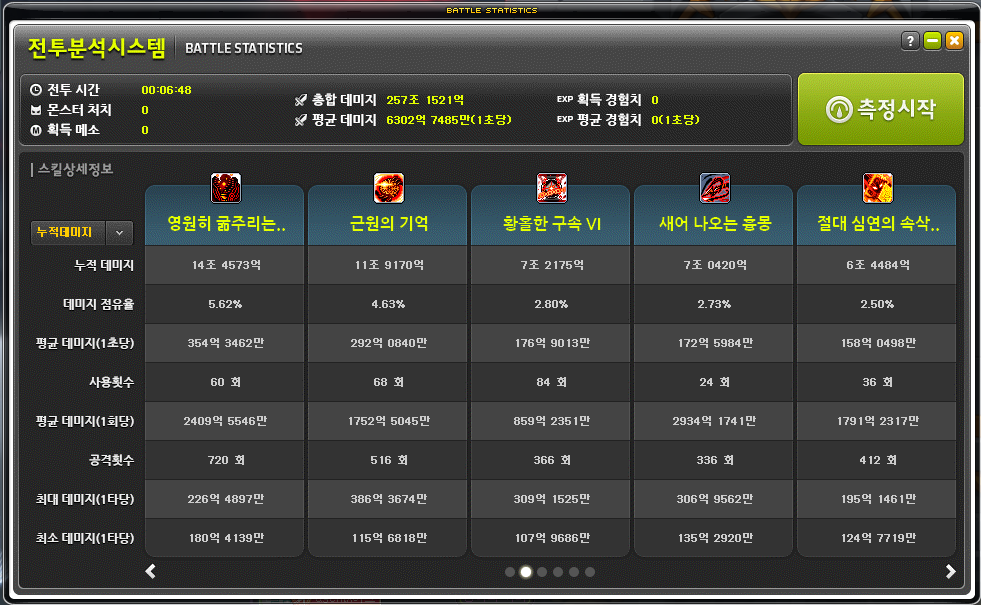 BATTLE STATISTICS
전투분석시스템 BATTLE STATISTICS
? 
전투 시간 00:06:48
몬스터 처치 0
획득 메소 0
총합 데미지 257조 1521억
평균 데미지 6302억 7485만(1초당)
EXP 획득 경험치 0
EXP 평균 경험치 0(1초당)
측정시작
스킬상세정보
영원히 굶주리는.. 근원의 기억 황홀한 구속 VI 새어 나오는 흉몽 절대 심연의 속삭..
누적데미지
누적 데미지 14조 4573억 11조 9170억 7조 2175억 7조 0420억 6조 4484억
데미지 점유율 5.62% 4.63% 2.80% 2.73% 2.50%
평균 데미지(1초당) 354억 3462만 292억 0840만 176억 9013만 172억 5984만 158억 0498만
사용횟수 60 회 68 회 84 회 24 회 36 회
평균 데미지(1회당) 2409억 5546만 1752억 5045만 859억 2351만 2934억 1741만 1791억 2317만
공격횟수 720 회 516 회 366 회 336 회 412 회
최대 데미지(1타당) 226억 4897만 386억 3674만 309억 1525만 306억 9562만 195억 1461만
최소 데미지(1타당) 180억 4139만 115억 6818만 107억 9686만 135억 2920만 124억 7719만